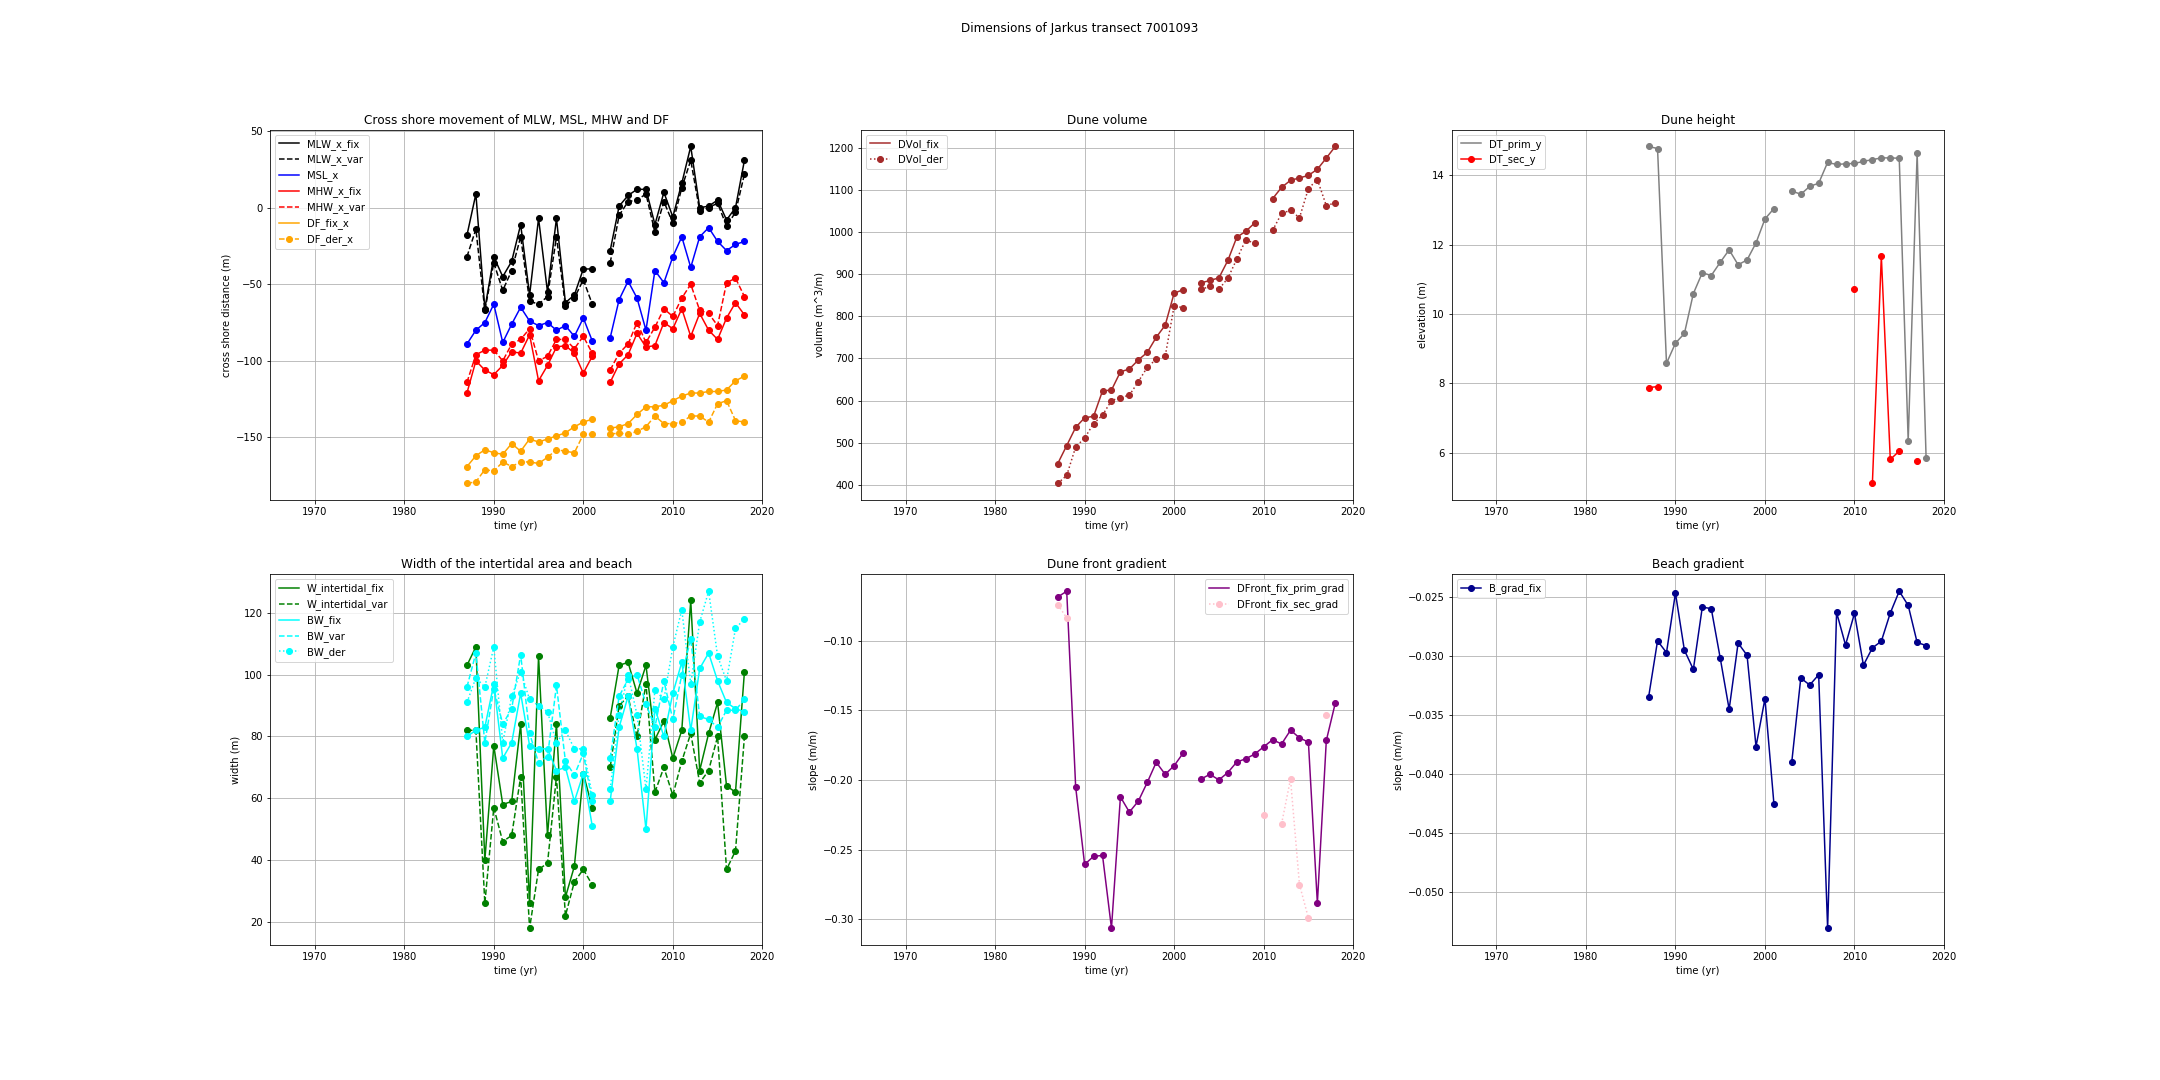 Dimensions of Jarkus transect 7001093
Cross shore movement of MLW, MSL, MHW and DF
50
0
−50
−100
−150
cross shore distance (m)
MLW_x_fix
MLW_x_var
MSL_x
MHW_x_fix
MHW_x_var
DF_fix_x
DF_der_x
1970 1980 1990 2000 2010 2020
time (yr)
Dune volume
1200
1100
1000
900
800
700
600
500
400
volume (m^3/m)
DVol_fix
DVol_der
1970 1980 1990 2000 2010 2020
time (yr)
Dune height
14
12
10
8
6
elevation (m)
DT_prim_y
DT_sec_y
1970 1980 1990 2000 2010 2020
time (yr)
Width of the intertidal area and beach
120
100
80
60
40
20
width (m)
W_intertidal_fix
W_intertidal_var
BW_fix
BW_var
BW_der
1970 1980 1990 2000 2010 2020
time (yr)
Dune front gradient
−0.10
−0.15
−0.20
−0.25
−0.30
slope (m/m)
DFront_fix_prim_grad
DFront_fix_sec_grad
1970 1980 1990 2000 2010 2020
time (yr)
Beach gradient
−0.025
−0.030
−0.035
−0.040
−0.045
−0.050
slope (m/m)
B_grad_fix
1970 1980 1990 2000 2010 2020
time (yr)